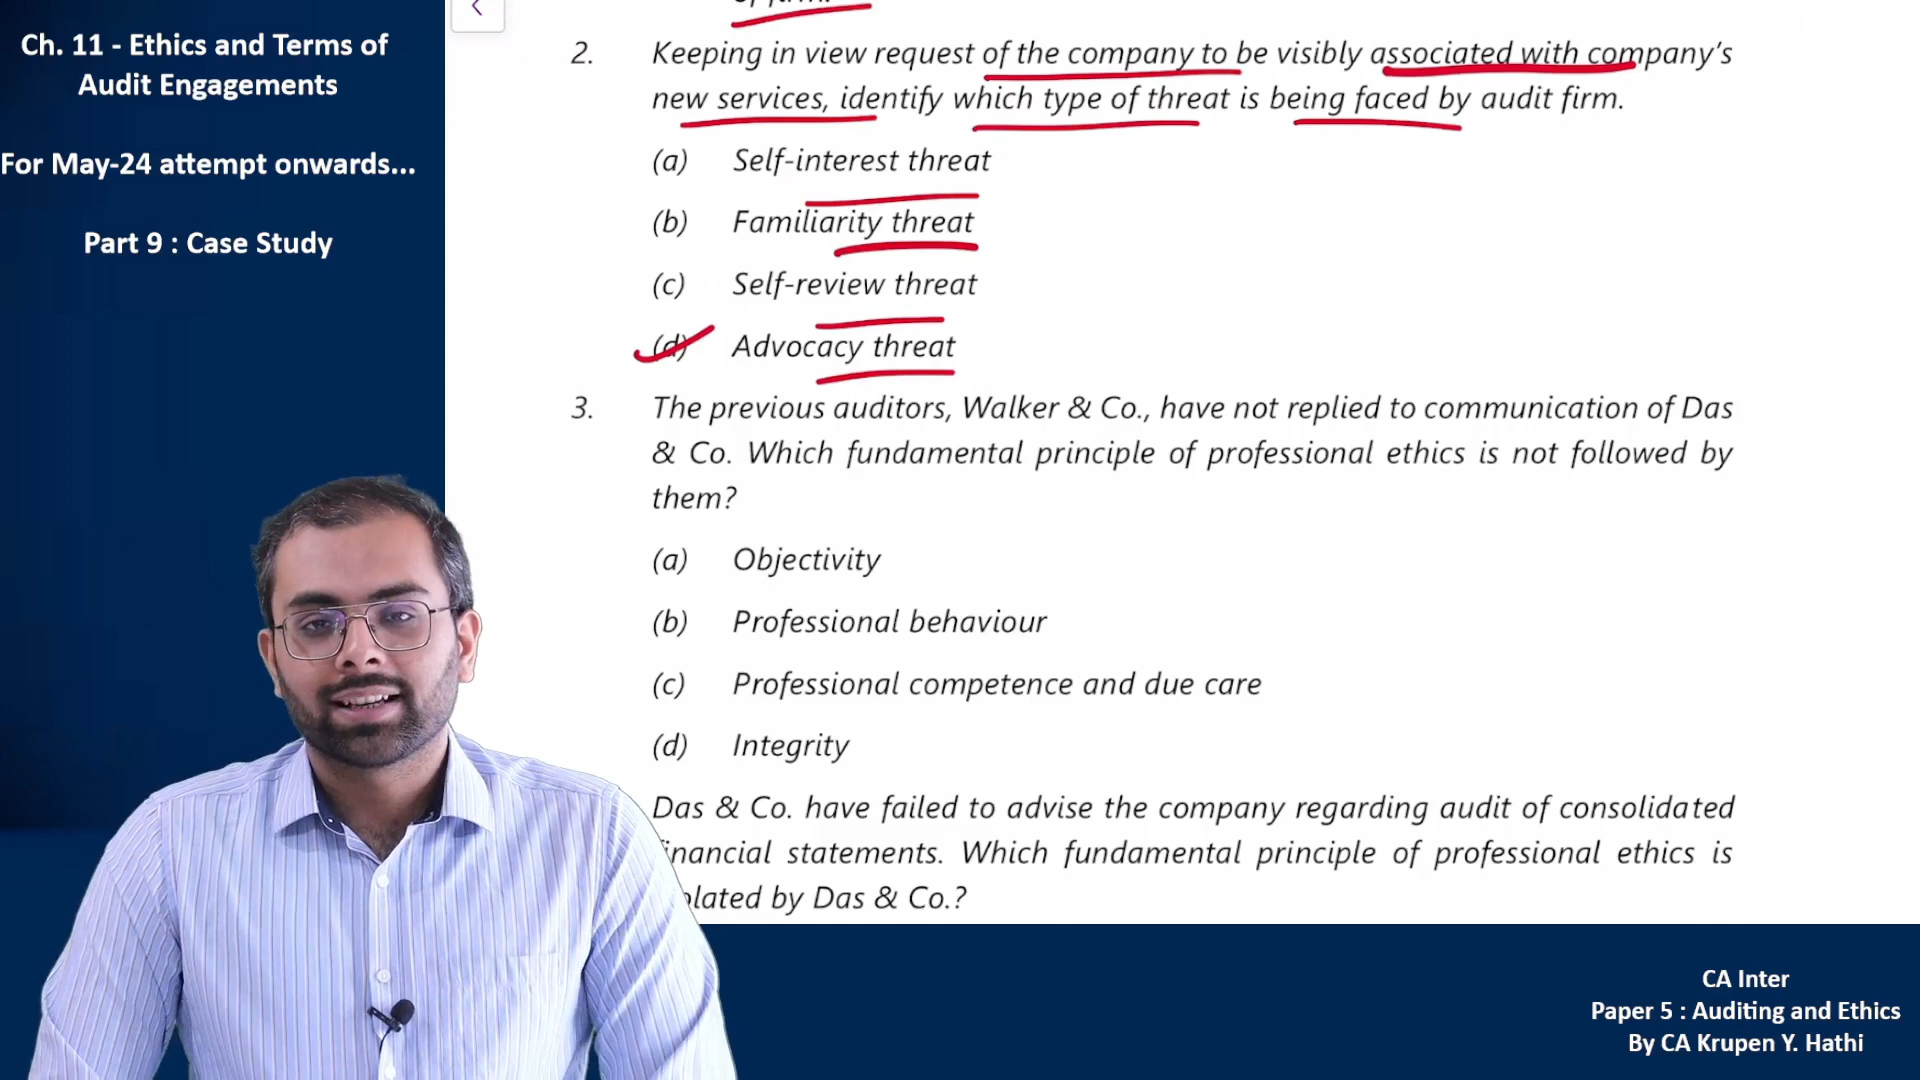 Ch. 11 - Ethics and Terms of
Audit Engagements
For May-24 attempt onwards...
Part 9 : Case Study
of firm.
2. Keeping in view request of the company to be visibly associated with company's
new services, identify which type of threat is being faced by audit firm.
(a) Self-interest threat
(b) Familiarity threat
(c) Self-review threat
(d) Advocacy threat
3. The previous auditors, Walker & Co., have not replied to communication of Das
& Co. Which fundamental principle of professional ethics is not followed by
them?
(a) Objectivity
(b) Professional behaviour
(c) Professional competence and due care
(d) Integrity
Das & Co. have failed to advise the company regarding audit of consolidated
financial statements. Which fundamental principle of professional ethics is
by Das & Co.?
CA Inter
Paper 5 : Auditing and Ethics
By CA Krupen Y. Hathi